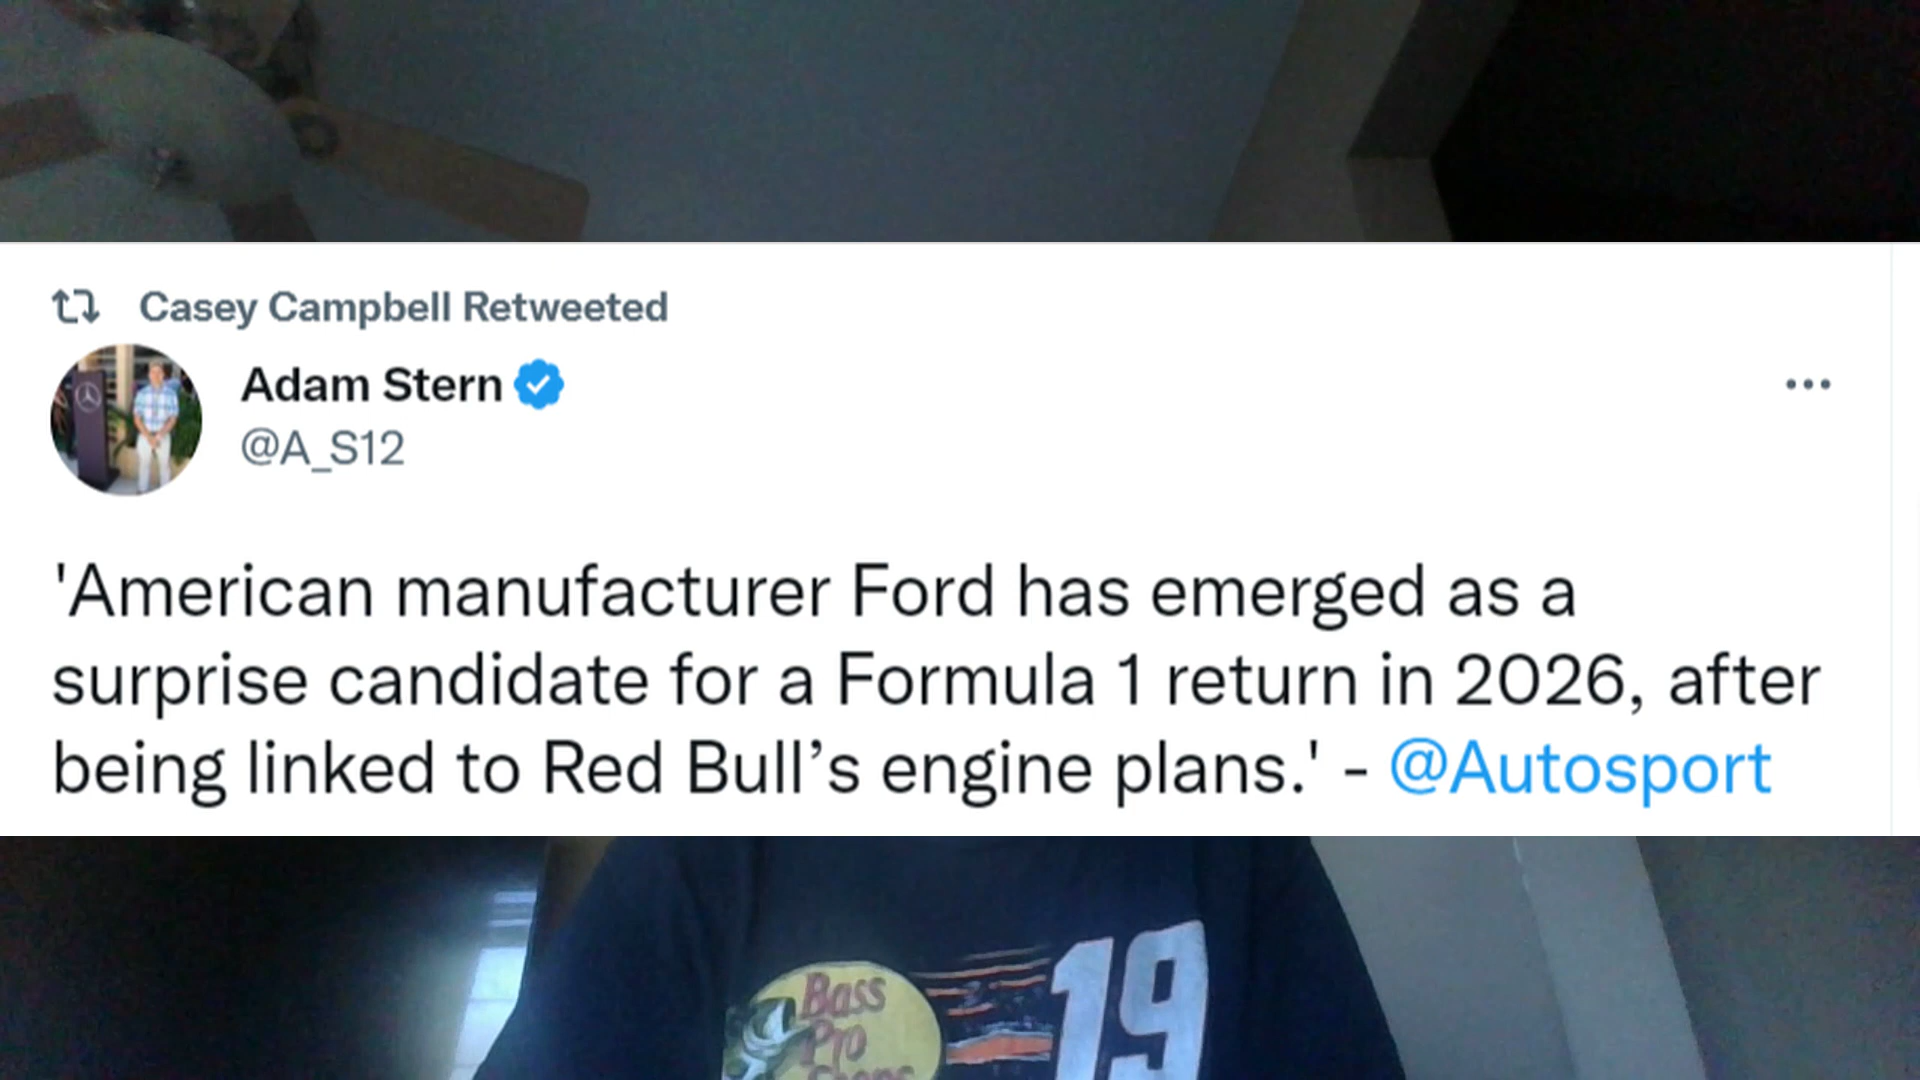 Casey Campbell Retweeted
Adam Stern
@A_S12
'American manufacturer Ford has emerged as a
surprise candidate for a Formula 1 return in 2026, after
being linked to Red Bull’s engine plans.' - @Autosport
Bass
Pro
Shops
19